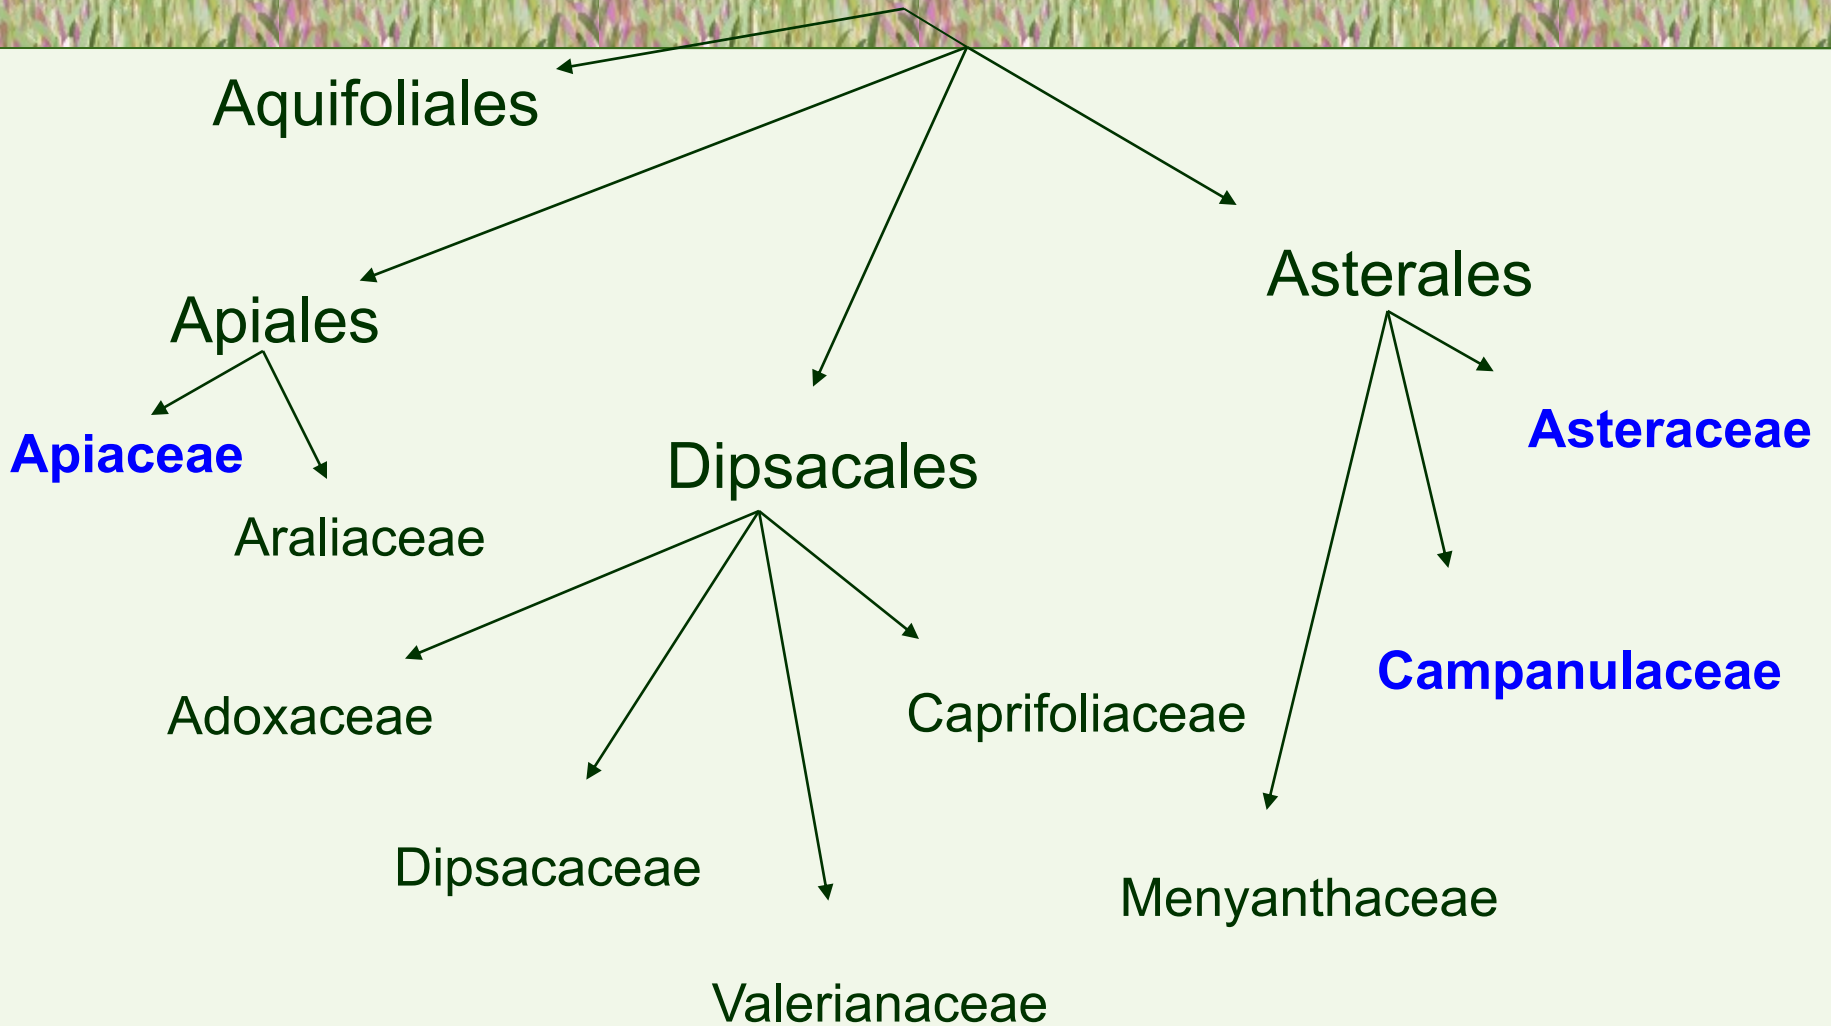 Aquifoliales
Asterales
Apiales
Asteraceae
Apiaceae
Dipsacales
Araliaceae
Campanulaceae
Adoxaceae
Caprifoliaceae
Dipsacaceae
Menyanthaceae
Valerianaceae